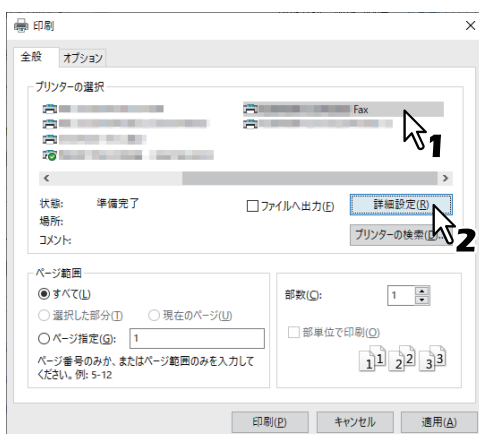 印刷
全般 オプション
プリンターの選択
Fax
1
状態: 準備完了
ファイルへ出力(F) 詳細設定(R)
場所:
コメント:
プリンターの検索(D)...
2
ページ範囲
すべて(L)
選択した部分(T) 現在のページ(U)
ページ指定(G): 1
ページ番号のみか、またはページ範囲のみを入力して
ください。例: 5-12
部数(C): 1
部単位で印刷(O)
1 1 2 2 3 3
印刷(P) キャンセル 適用(A)